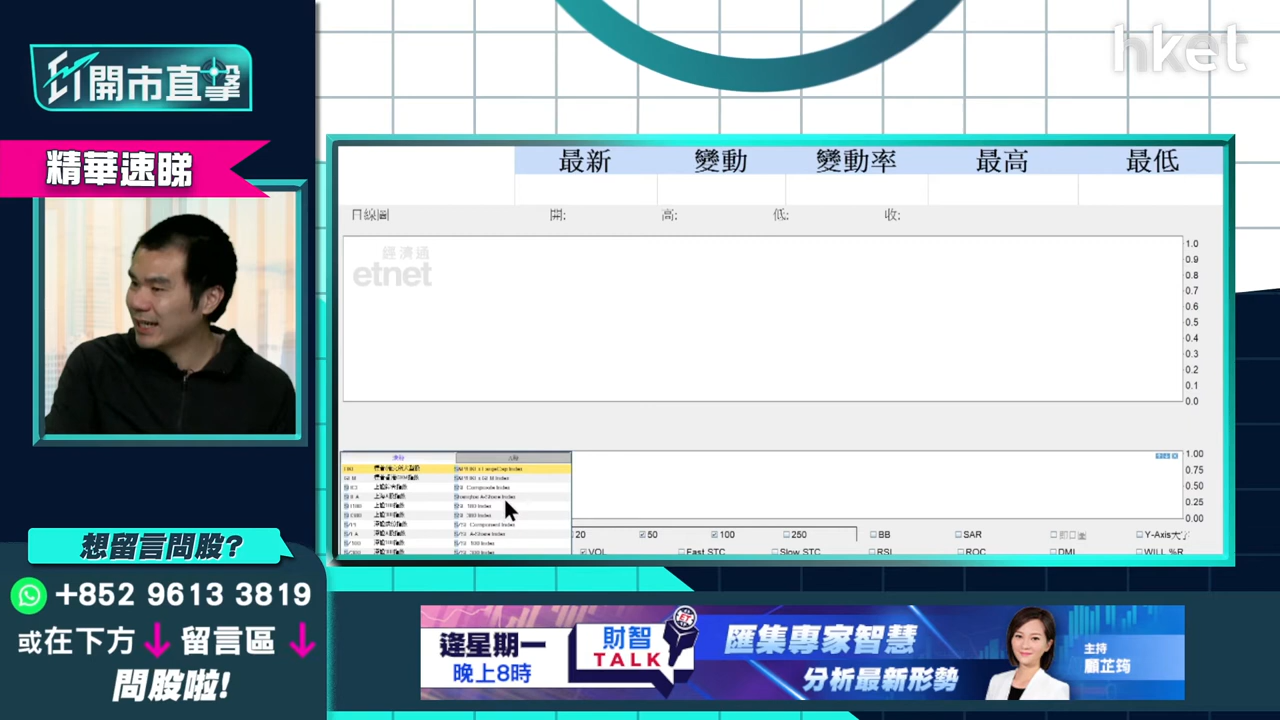 hket
開市直擊
精華速睇
最新 變動 變動率 最高 最低
日線圖 開: 高: 低: 收:
經濟通
etnet
1.0
0.9
0.8
0.7
0.6
0.5
0.4
0.3
0.2
0.1
0.0
1.00
0.75
0.50
0.25
0.00
20 50 100 250 BB SAR Y-Axis
VOL Fast STC Slow STC RSI ROC DMI WILL %R
想留言問股?
+852 9613 3819
或在下方 留言區
問股啦!
逢星期一
晚上8時
財智
TALK
匯集專家智慧
分析最新形勢
主持
顧芷筠